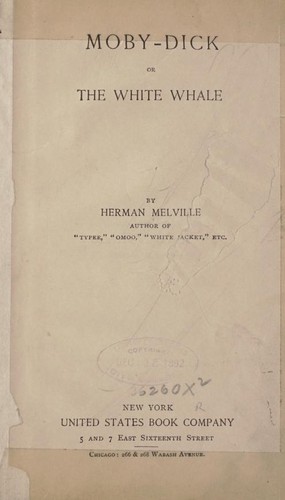 MOBY-DICK
OR
THE WHITE WHALE
BY
HERMAN MELVILLE
AUTHOR OF
"TYPEE," "OMOO," "WHITE JACKET," ETC.
36260X²
NEW YORK
R
UNITED STATES BOOK COMPANY
5 AND 7 EAST SIXTEENTH STREET
CHICAGO: 266 & 268 WABASH AVENUE.